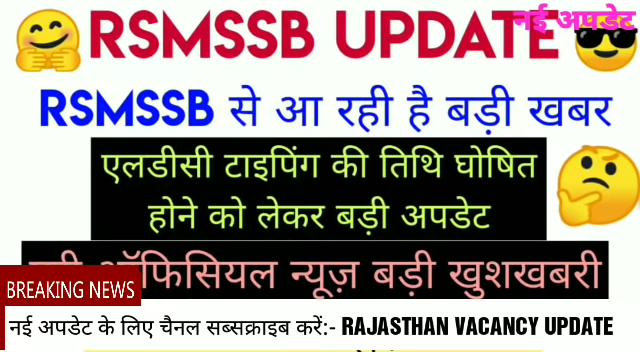 नई अपडेट
RSMSSB UPDATE
RSMSSB से आ रही है बड़ी खबर
एलडीसी टाइपिंग की तिथि घोषित
होने को लेकर बड़ी अपडेट
ऑफिसियल न्यूज़ बड़ी खुशखबरी
BREAKING NEWS
नई अपडेट के लिए चैनल सब्सक्राइब करें:- RAJASTHAN VACANCY UPDATE